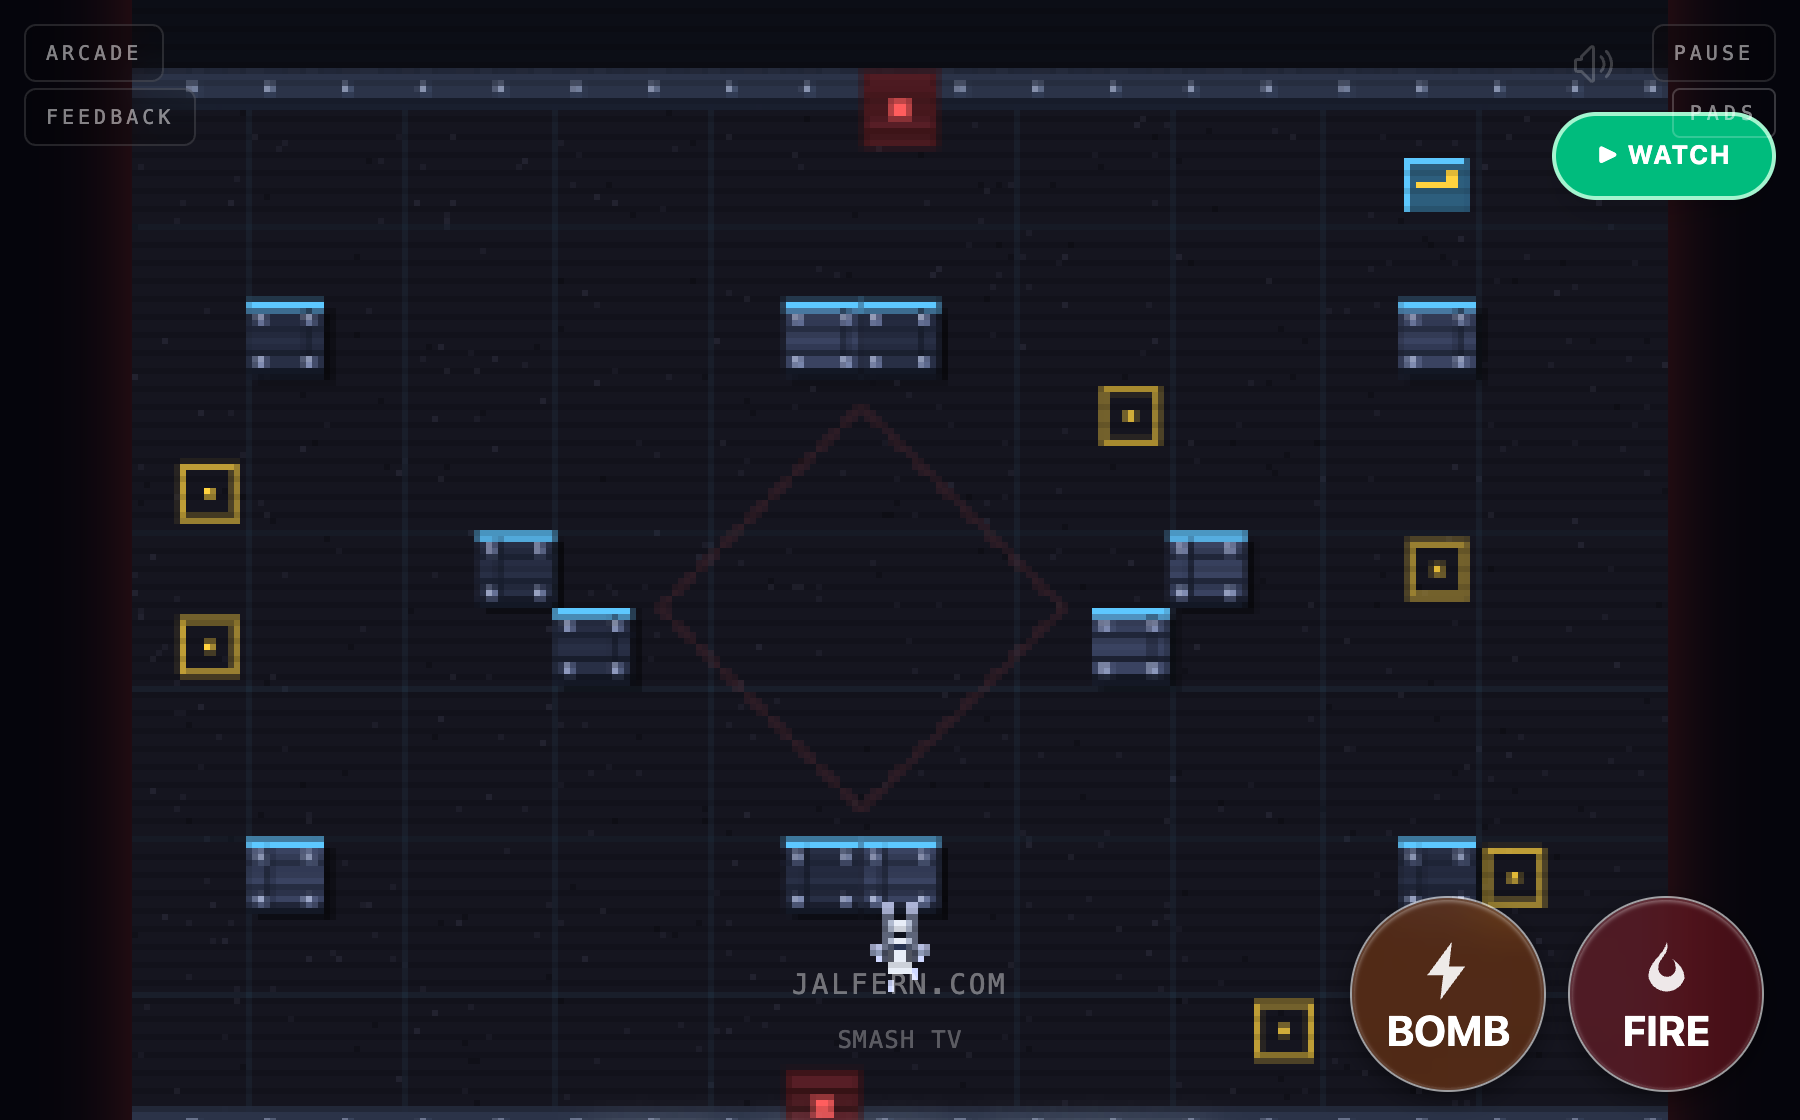 ARCADE
PAUSE
FEEDBACK
PADS
WATCH
JALFERN.COM
SMASH TV
BOMB
FIRE